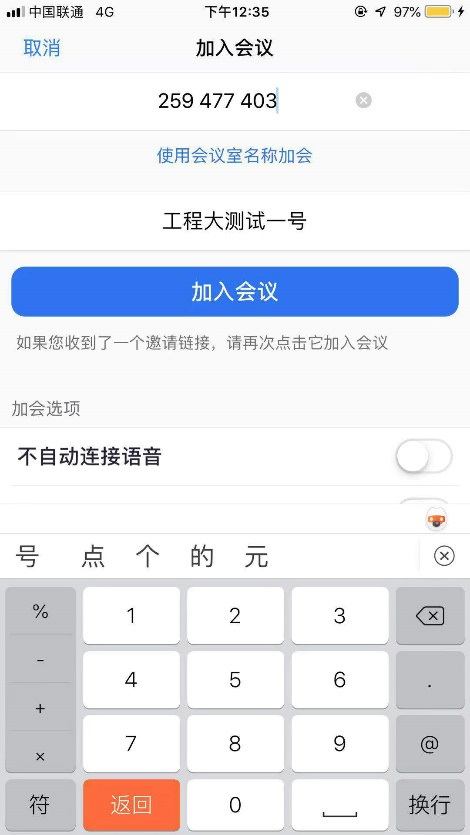 中国联通 4G 下午12:35 97%
取消 加入会议
259 477 403
使用会议室名称加会
工程大测试一号
加入会议
如果您收到了一个邀请链接，请再次点击它加入会议
加会选项
不自动连接语音
号 点 个 的 元
% 1 2 3
- 4 5 6 .
+ 7 8 9 @
×
符 返回 0 换行